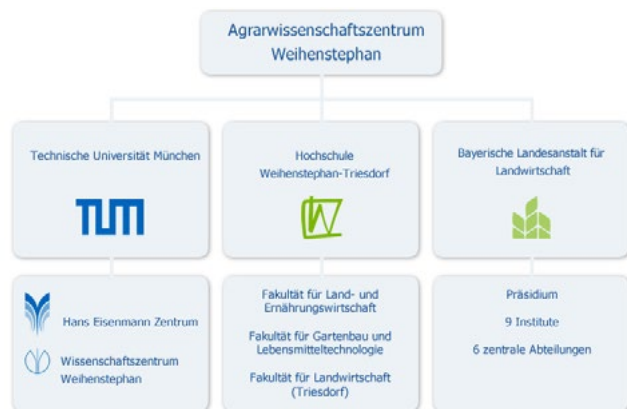 Agrarwissenschaftszentrum
Weihenstephan
Technische Universität München
TUM
Hochschule
Weihenstephan-Triesdorf
Bayerische Landesanstalt für
Landwirtschaft
Hans Eisenmann Zentrum
Wissenschaftszentrum
Weihenstephan
Fakultät für Land- und
Ernährungswirtschaft
Fakultät für Gartenbau und
Lebensmitteltechnologie
Fakultät für Landwirtschaft
(Triesdorf)
Präsidium
9 Institute
6 zentrale Abteilungen